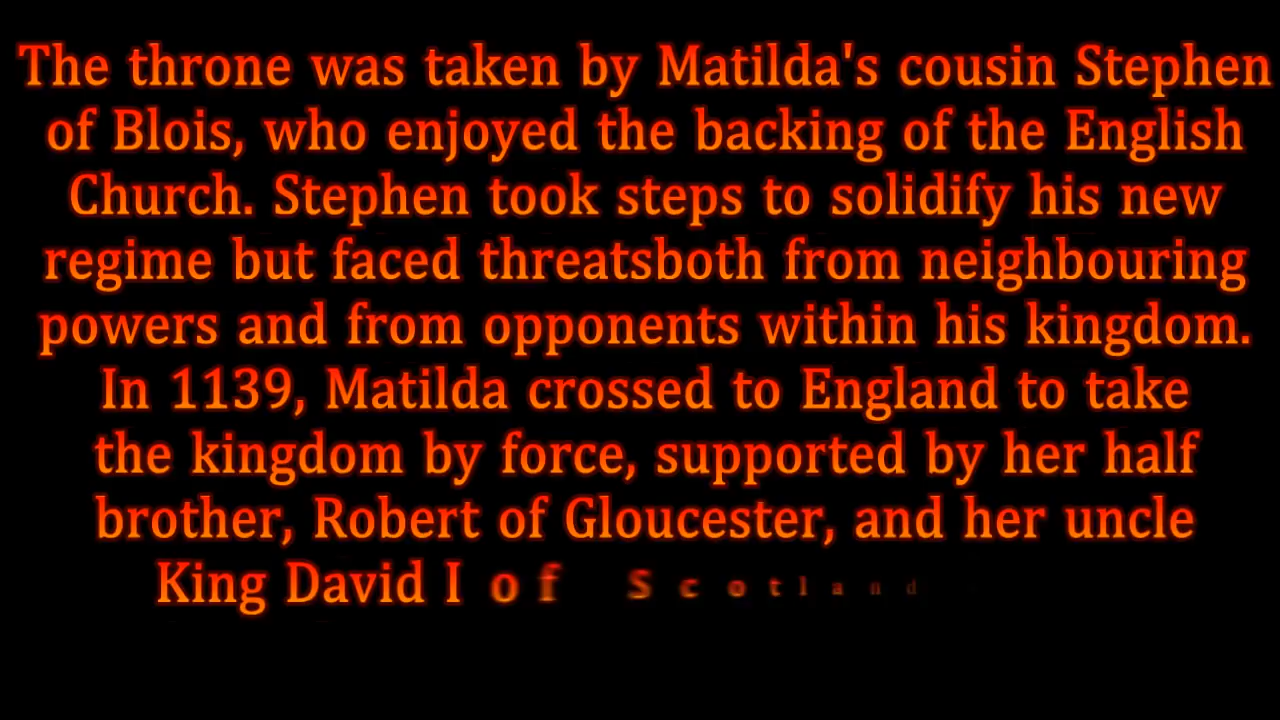 The throne was taken by Matilda's cousin Stephen
of Blois, who enjoyed the backing of the English
Church. Stephen took steps to solidify his new
regime but faced threatsboth from neighbouring
powers and from opponents within his kingdom.
In 1139, Matilda crossed to England to take
the kingdom by force, supported by her half
brother, Robert of Gloucester, and her uncle
King David I of Scotland